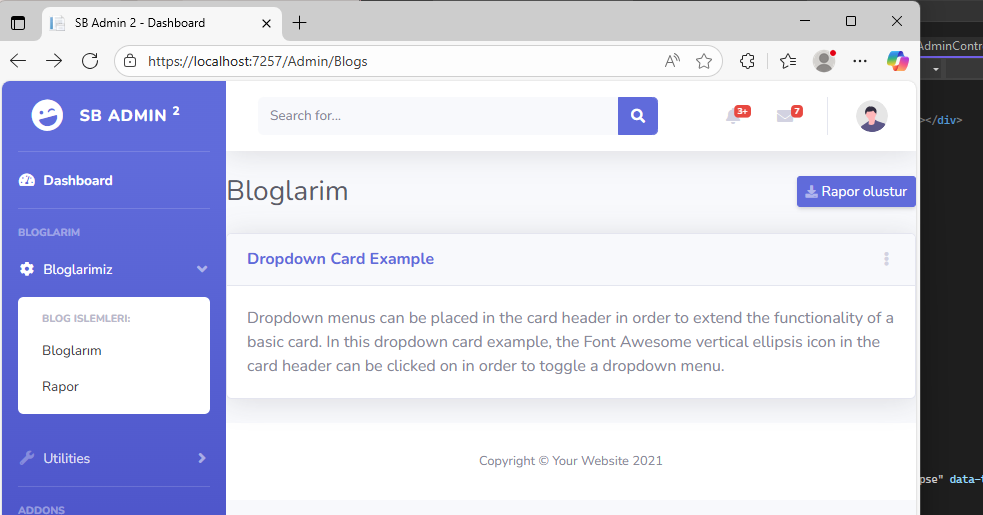 SB Admin 2 - Dashboard
https://localhost:7257/Admin/Blogs
AdminContr
SB ADMIN 2
Search for...
3+
7
></div>
Dashboard
Bloglarim
Rapor olustur
BLOGLARIM
Bloglarimiz
Dropdown Card Example
BLOG ISLEMLERI:
Bloglarım
Rapor
Dropdown menus can be placed in the card header in order to extend the functionality of a
basic card. In this dropdown card example, the Font Awesome vertical ellipsis icon in the
card header can be clicked on in order to toggle a dropdown menu.
Utilities
Copyright © Your Website 2021
pse" data-t
ADDONS